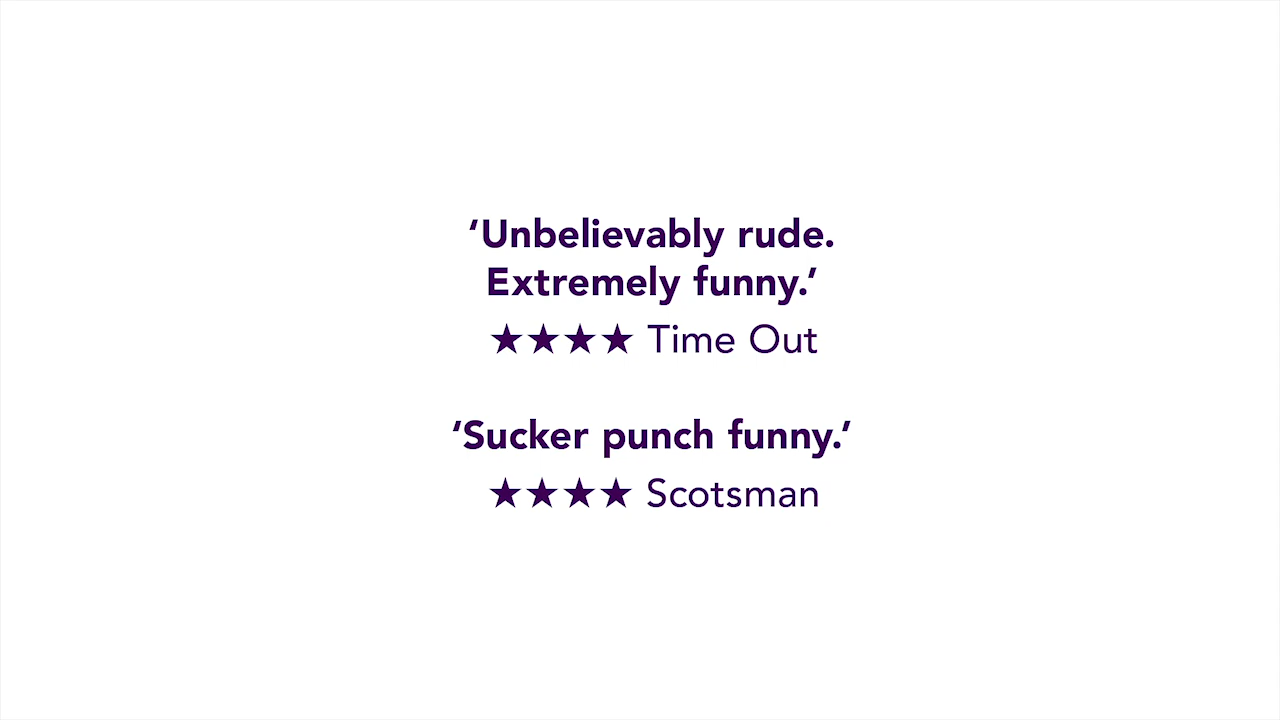 ‘Unbelievably rude.
Extremely funny.’
★★★★ Time Out
‘Sucker punch funny.’
★★★★ Scotsman